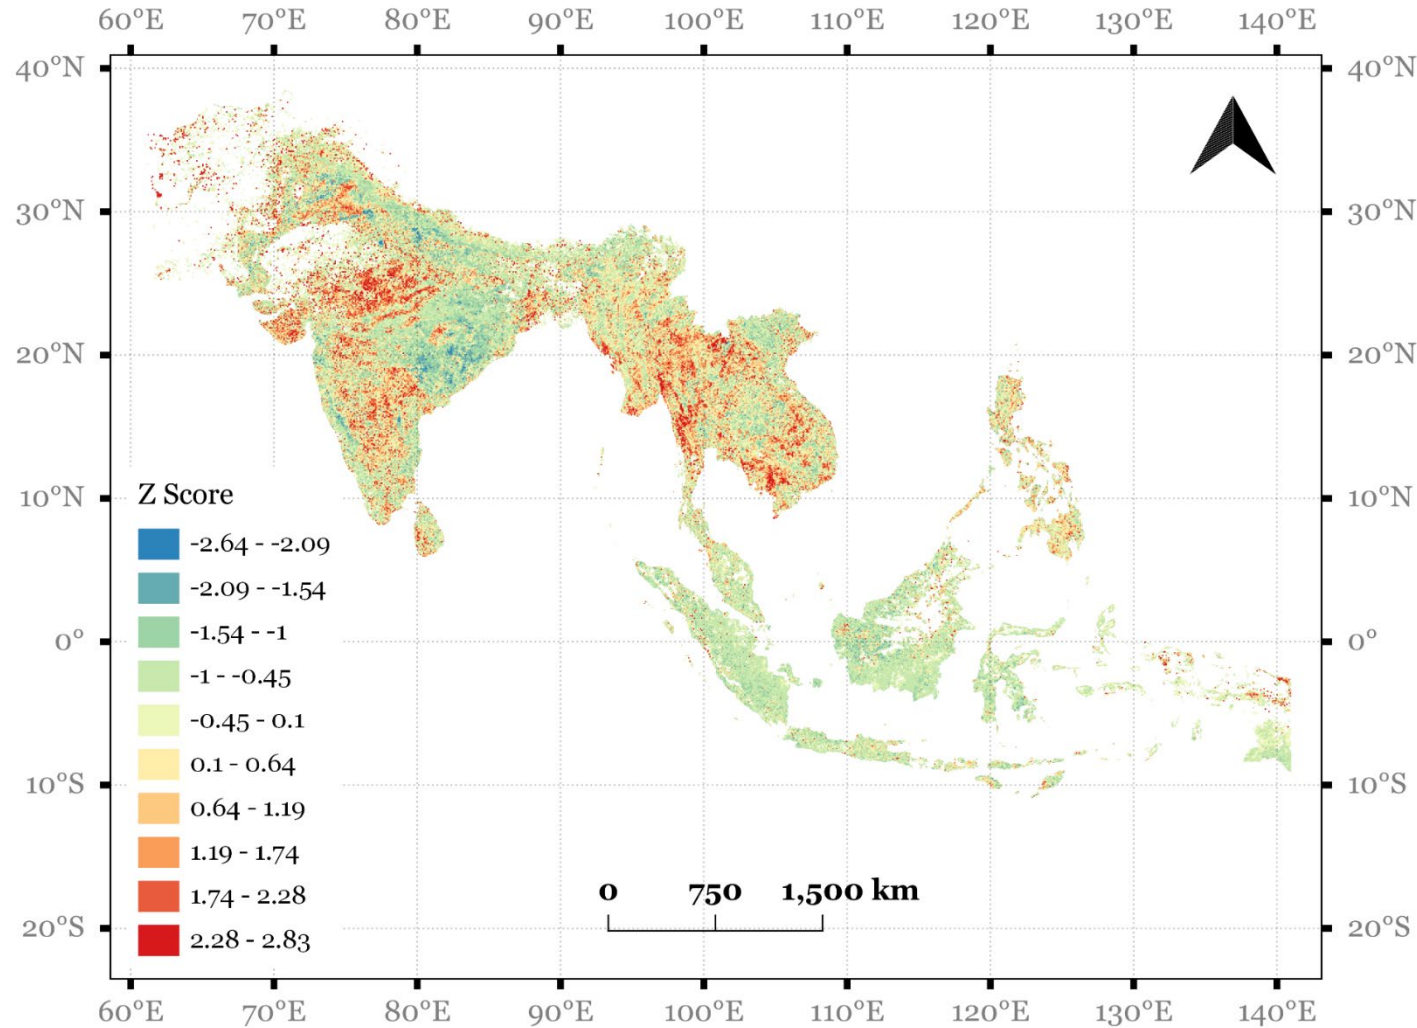 60°E 70°E 80°E 90°E 100°E 110°E 120°E 130°E 140°E
40°N 40°N
30°N 30°N
20°N 20°N
10°N 10°N
Z Score
-2.64 - -2.09
-2.09 - -1.54
-1.54 - -1
-1 - -0.45
0° 0°
-0.45 - 0.1
0.1 - 0.64
10°S 10°S
0.64 - 1.19
1.19 - 1.74
1.74 - 2.28
0 750 1,500 km
20°S 20°S
2.28 - 2.83
60°E 70°E 80°E 90°E 100°E 110°E 120°E 130°E 140°E